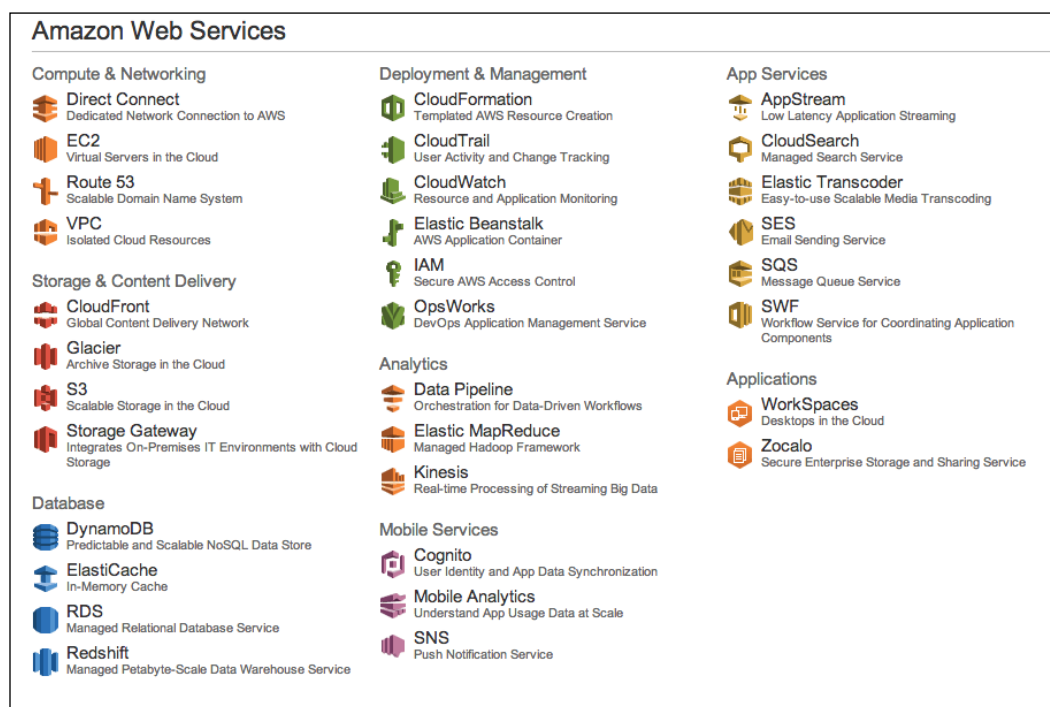 Amazon Web Services
Compute & Networking
Direct Connect
Dedicated Network Connection to AWS
EC2
Virtual Servers in the Cloud
Route 53
Scalable Domain Name System
VPC
Isolated Cloud Resources
Storage & Content Delivery
CloudFront
Global Content Delivery Network
Glacier
Archive Storage in the Cloud
S3
Scalable Storage in the Cloud
Storage Gateway
Integrates On-Premises IT Environments with Cloud
Storage
Database
DynamoDB
Predictable and Scalable NoSQL Data Store
ElastiCache
In-Memory Cache
RDS
Managed Relational Database Service
Redshift
Managed Petabyte-Scale Data Warehouse Service
Deployment & Management
CloudFormation
Templated AWS Resource Creation
CloudTrail
User Activity and Change Tracking
CloudWatch
Resource and Application Monitoring
Elastic Beanstalk
AWS Application Container
IAM
Secure AWS Access Control
OpsWorks
DevOps Application Management Service
Analytics
Data Pipeline
Orchestration for Data-Driven Workflows
Elastic MapReduce
Managed Hadoop Framework
Kinesis
Real-time Processing of Streaming Big Data
Mobile Services
Cognito
User Identity and App Data Synchronization
Mobile Analytics
Understand App Usage Data at Scale
SNS
Push Notification Service
App Services
AppStream
Low Latency Application Streaming
CloudSearch
Managed Search Service
Elastic Transcoder
Easy-to-use Scalable Media Transcoding
SES
Email Sending Service
SQS
Message Queue Service
SWF
Workflow Service for Coordinating Application
Components
Applications
WorkSpaces
Desktops in the Cloud
Zocalo
Secure Enterprise Storage and Sharing Service